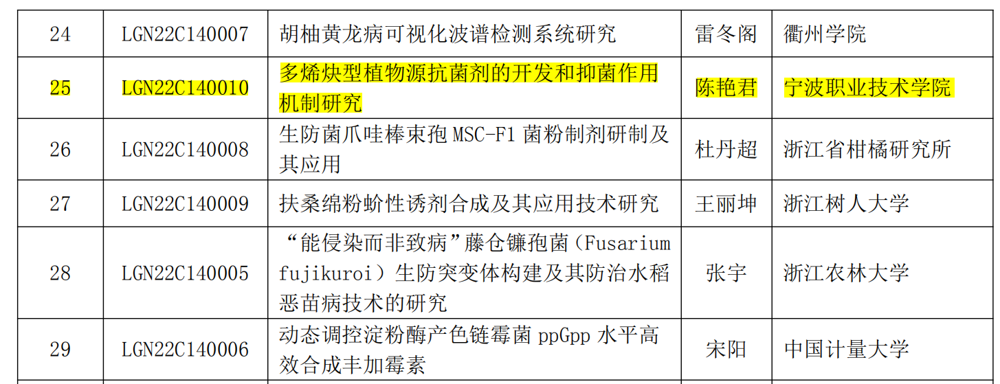 24 LGN22C140007 胡柚黄龙病可视化波谱检测系统研究 雷冬阁 衢州学院
25 LGN22C140010 多烯炔型植物源抗菌剂的开发和抑菌作用 陈艳君 宁波职业技术学院
机制研究
26 LGN22C140008 生防菌爪哇棒束孢 MSC-F1 菌粉制剂研制及 杜丹超 浙江省柑橘研究所
其应用
27 LGN22C140009 扶桑绵粉蚧性诱剂合成及其应用技术研究 王丽坤 浙江树人大学
“能侵染而非致病”藤仓镰孢菌（Fusarium
28 LGN22C140005 fujikuroi）生防突变体构建及其防治水稻 张宇 浙江农林大学
恶苗病技术的研究
29 LGN22C140006 动态调控淀粉酶产色链霉菌 ppGpp 水平高 宋阳 中国计量大学
效合成丰加霉素